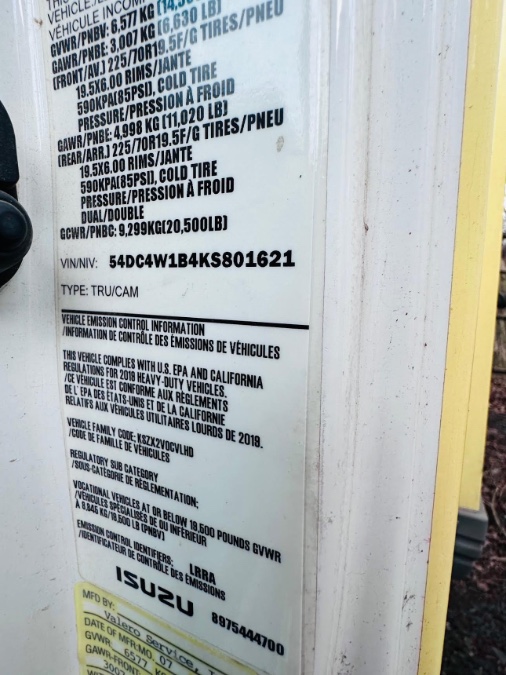 VEHICLE/
VÉHICULE INCOM
GVWR/PNBV: 6,577 KG
GAWR/PNBE: 3,007 KG (6,630 LB)
(FRONT/AV.) 225/70R19.5F/G TIRES/PNEU
19.5X6.00 RIMS/JANTE
590KPA(85PSI), COLD TIRE
PRESSURE/PRESSION À FROID
GAWR/PNBE: 4,998 KG (11,020 LB)
(REAR/ARR.) 225/70R19.5F/G TIRES/PNEU
19.5X6.00 RIMS/JANTE
590KPA(85PSI), COLD TIRE
PRESSURE/PRESSION À FROID
DUAL/DOUBLE
GCWR/PNBC: 9,299KG(20,500LB)
VIN/NIV: 54DC4W1B4KS801621
TYPE: TRU/CAM
VEHICLE EMISSION CONTROL INFORMATION
/INFORMATION DE CONTRÔLE DES ÉMISSIONS DE VÉHICULES
THIS VEHICLE COMPLIES WITH U.S. EPA AND CALIFORNIA
REGULATIONS FOR 2018 HEAVY-DUTY VEHICLES.
/CE VÉHICULE EST CONFORME AUX RÈGLEMENTS
DE L' EPA DES ÉTATS-UNIS ET DE LA CALIFORNIE
RELATIFS AUX VÉHICULES UTILITAIRES LOURDS DE 2019.
VEHICLE FAMILY CODE: KSZX2VOCVLHD
/CODE DE FAMILLE DE VÉHICULES
REGULATORY SUB CATEGORY
/SOUS-CATÉGORIE DE RÉGLEMENTATION:
VOCATIONAL VEHICLES AT OR BELOW 19,500 POUNDS GVWR
/VÉHICULES SPÉCIALISÉS DE OU INFÉRIEUR
À 8,845 KG/19,500 LB (PNBV)
EMISSION CONTROL IDENTIFIERS: LRRA
/IDENTIFICATEUR DE CONTRÔLE DES ÉMISSIONS
ISUZU 8975444700
MFD BY: Valero Service,
DATE OF MFR:MO. 07
GVWR: 6577
GAWR-FRONT: